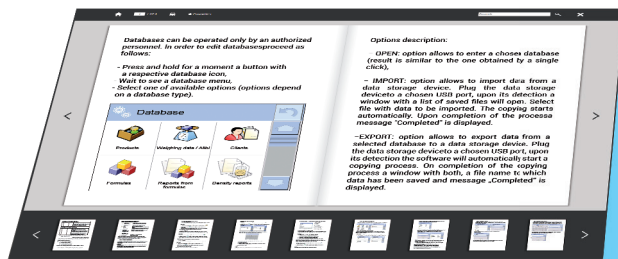 Databases can be operated only by an authorized
personnel. In order to edit databasesproceed as
follows:
- Press and hold for a moment a button with
a respective database icon,
- Wait to see a database menu,
- Select one of available options (options depend
on a database type).
Database
Products
Weighing data / Alibi
Clients
Formulas
Reports from
formulas
Density reports
Options description:
- OPEN: option allows to enter a chosen database
(result is similar to the one obtained by a single
click),
- IMPORT: option allows to import data from a
data storage device. Plug the data storage
deviceto a chosen USB port, upon its detection a
window with a list of saved files will open. Select
file with data to be imported. The copying starts
automatically. Upon completion of the processa
message "Completed" is displayed.
-EXPORT: option allows to export data from a
selected database to a data storage device. Plug
the data storage deviceto a chosen USB port, upon
its detection the software will automatically start a
copying process. On completion of the copying
process a window with both, a file name to which
data has been saved and message „Completed" is
displayed.